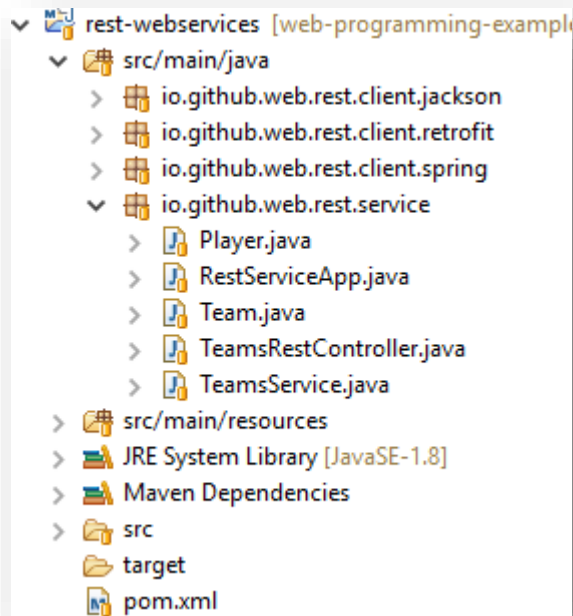 rest-webservices [web-programming-example
src/main/java
io.github.web.rest.client.jackson
io.github.web.rest.client.retrofit
io.github.web.rest.client.spring
io.github.web.rest.service
Player.java
RestServiceApp.java
Team.java
TeamsRestController.java
TeamsService.java
src/main/resources
JRE System Library [JavaSE-1.8]
Maven Dependencies
src
target
pom.xml